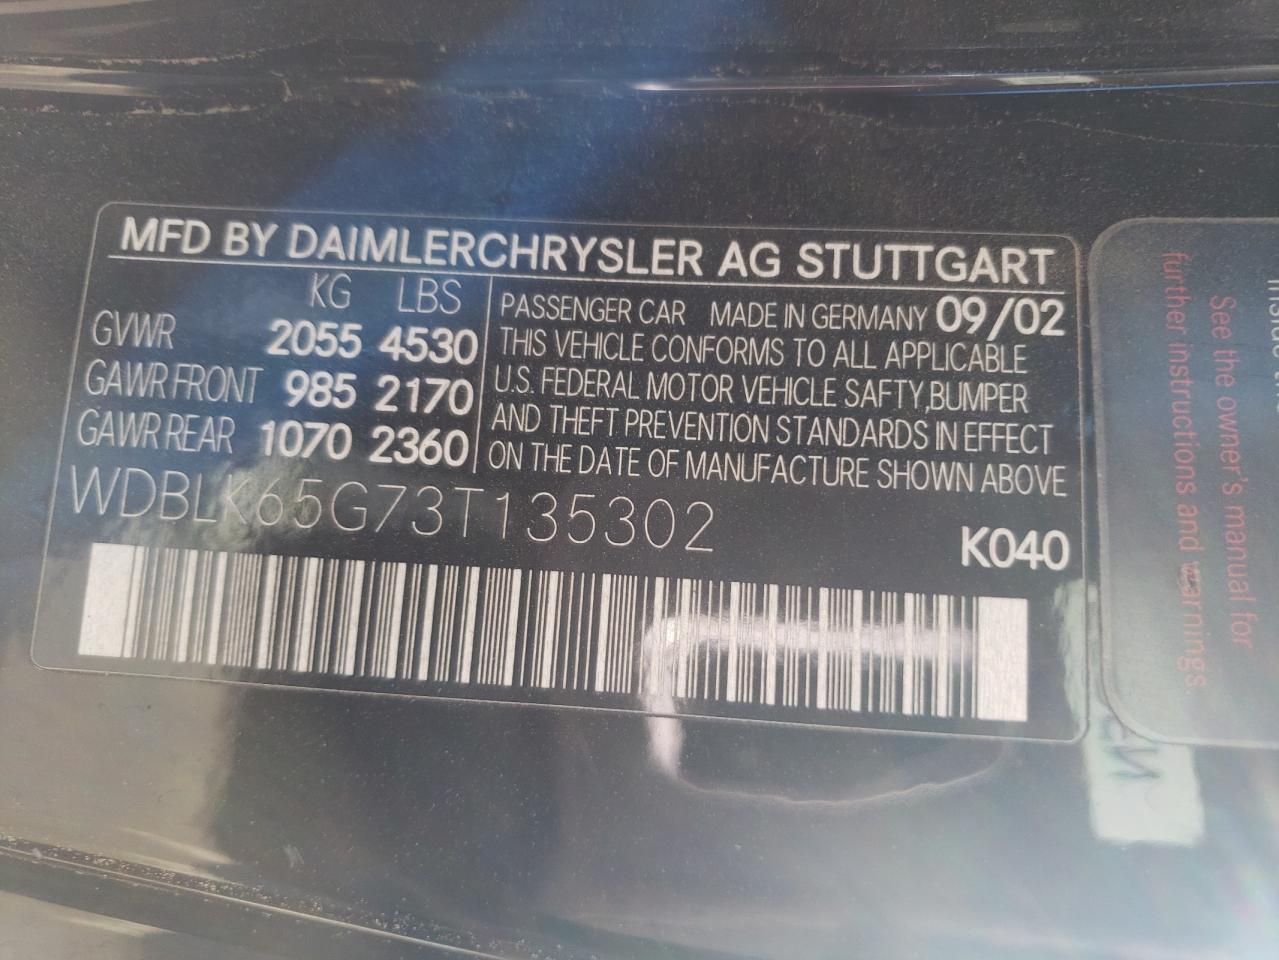 MFD BY DAIMLERCHRYSLER AG STUTTGART
KG LBS
GVWR 2055 4530
GAWR FRONT 985 2170
GAWR REAR 1070 2360
PASSENGER CAR MADE IN GERMANY 09/02
THIS VEHICLE CONFORMS TO ALL APPLICABLE
U.S. FEDERAL MOTOR VEHICLE SAFTY,BUMPER
AND THEFT PREVENTION STANDARDS IN EFFECT
ON THE DATE OF MANUFACTURE SHOWN ABOVE
WDBLK65G73T135302
K040
See the owner's manual for
further instructions and warnings.